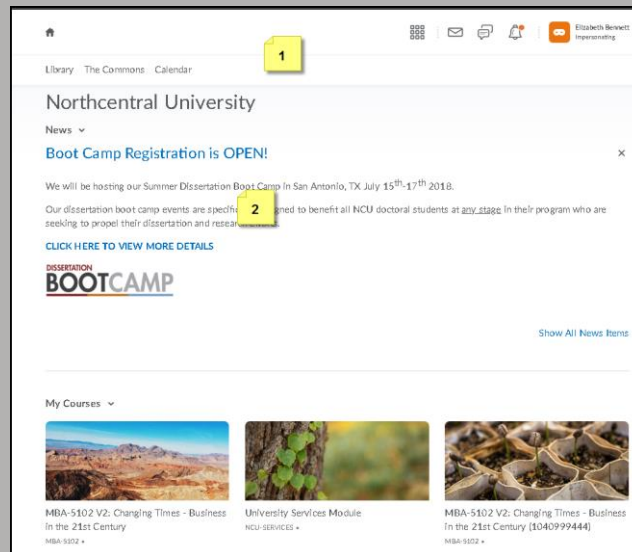 Elizabeth Bennett
Impersonating
1
Library The Commons Calendar
Northcentral University
News
Boot Camp Registration is OPEN!
We will be hosting our Summer Dissertation Boot Camp in San Antonio, TX July 15th-17th 2018.
Our dissertation boot camp events are specific 2 gned to benefit all NCU doctoral students at any stage in their program who are
seeking to propel their dissertation and resear
CLICK HERE TO VIEW MORE DETAILS
DISSERTATION
BOOTCAMP
Show All News Items
My Courses
MBA-5102 V2: Changing Times - Business
in the 21st Century
MBA-5102
University Services Module
NCU-SERVICES
MBA-5102 V2: Changing Times - Business
in the 21st Century (1040999444)
MBA-5102